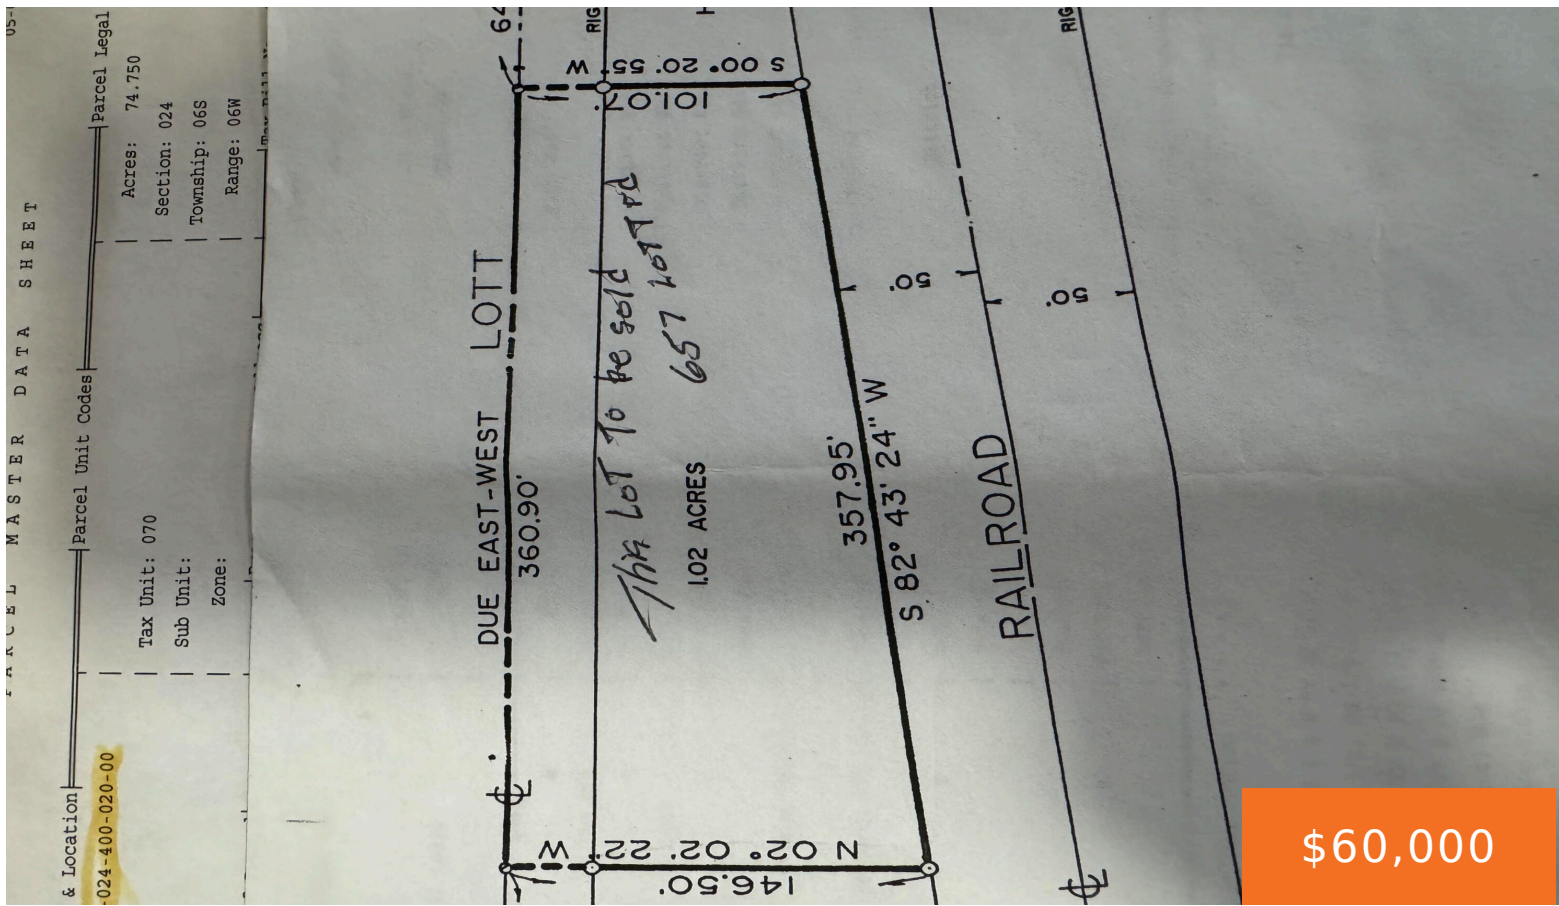 PARCEL MASTER DATA SHEET
& Location
Parcel Unit Codes
Parcel Legal
-024-400-020-00
Tax Unit: 070
Sub Unit:
Zone:
Acres: 74.750
Section: 024
Township: 06S
Range: 06W
64
RIG
RIG
S 00° 20' 55" W
101.07'
DUE EAST-WEST LOTT
360.90'
This LOT To be sold
657 LOTT rd
1.02 ACRES
357.95'
S 82° 43' 24" W
50'
50'
RAILROAD
N 02° 02' 22" W
146.50'
$60,000